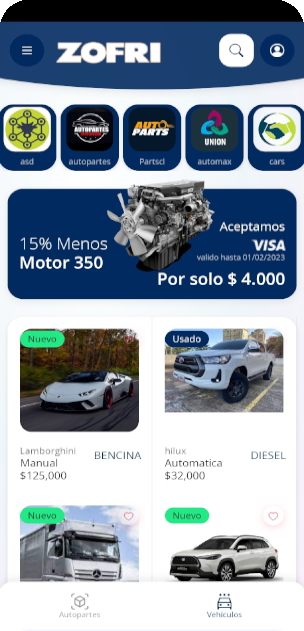 ZOFRI
AUTOPARTES
AUTO
PARTS
UNION
asd
autopartes
Partscl
automax
cars
15% Menos
Motor 350
Aceptamos
VISA
valido hasta 01/02/2023
Por solo $ 4.000
Nuevo
Usado
Lamborghini
Manual
BENCINA
$125,000
hilux
Automatica
DIESEL
$32,000
Nuevo
Nuevo
Autopartes
Vehículos